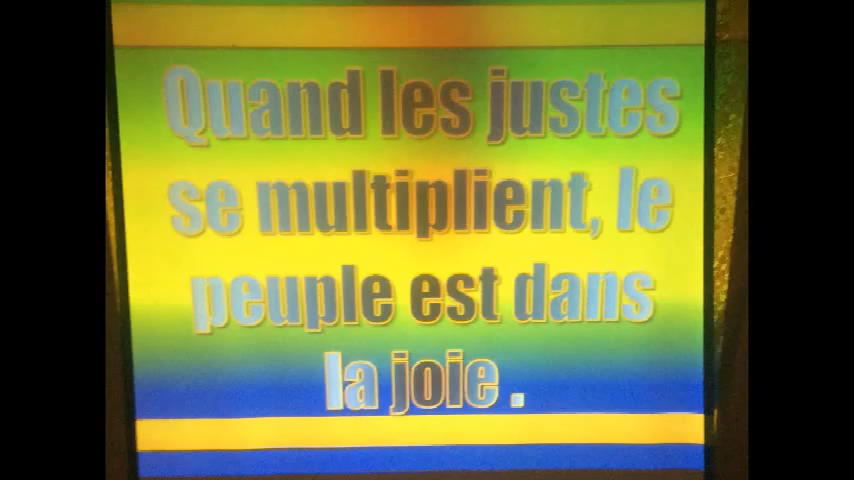 Quand les justes
se multiplient, le
peuple est dans
la joie .